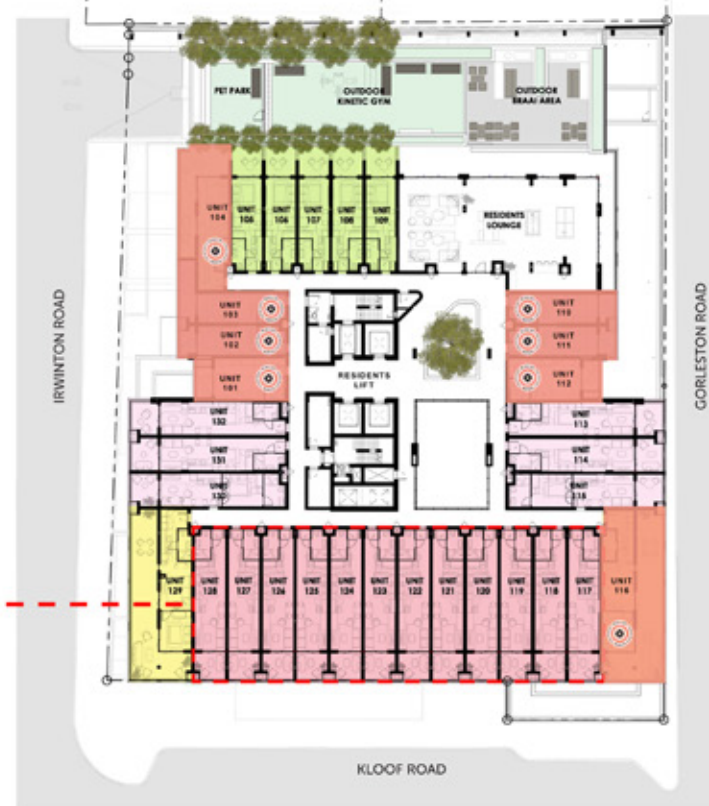 PET PARK
OUTDOOR
KINETIC GYM
OUTDOOR
BRAAI AREA
UNIT
104
UNIT
105
UNIT
106
UNIT
107
UNIT
108
UNIT
109
RESIDENTS
LOUNGE
UNIT
103
UNIT
102
UNIT
101
UNIT
110
UNIT
111
UNIT
112
RESIDENTS
LIFT
IRWINTON ROAD
GORLESTON ROAD
UNIT
132
UNIT
131
UNIT
130
UNIT
113
UNIT
114
UNIT
115
UNIT
129
UNIT
128
UNIT
127
UNIT
126
UNIT
125
UNIT
124
UNIT
123
UNIT
122
UNIT
121
UNIT
120
UNIT
119
UNIT
118
UNIT
117
UNIT
116
KLOOF ROAD